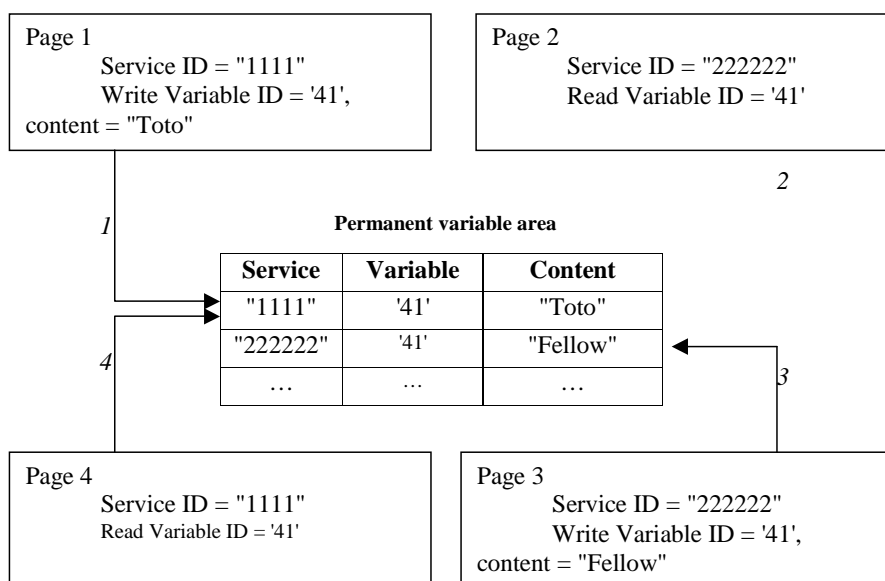 Page 1
Service ID = "1111"
Write Variable ID = '41',
content = "Toto"
Page 2
Service ID = "222222"
Read Variable ID = '41'
2
1
Permanent variable area
Service Variable Content
"1111" '41' "Toto"
"222222" '41' "Fellow"
… … …
4
3
Page 4
Service ID = "1111"
Read Variable ID = '41'
Page 3
Service ID = "222222"
Write Variable ID = '41',
content = "Fellow"